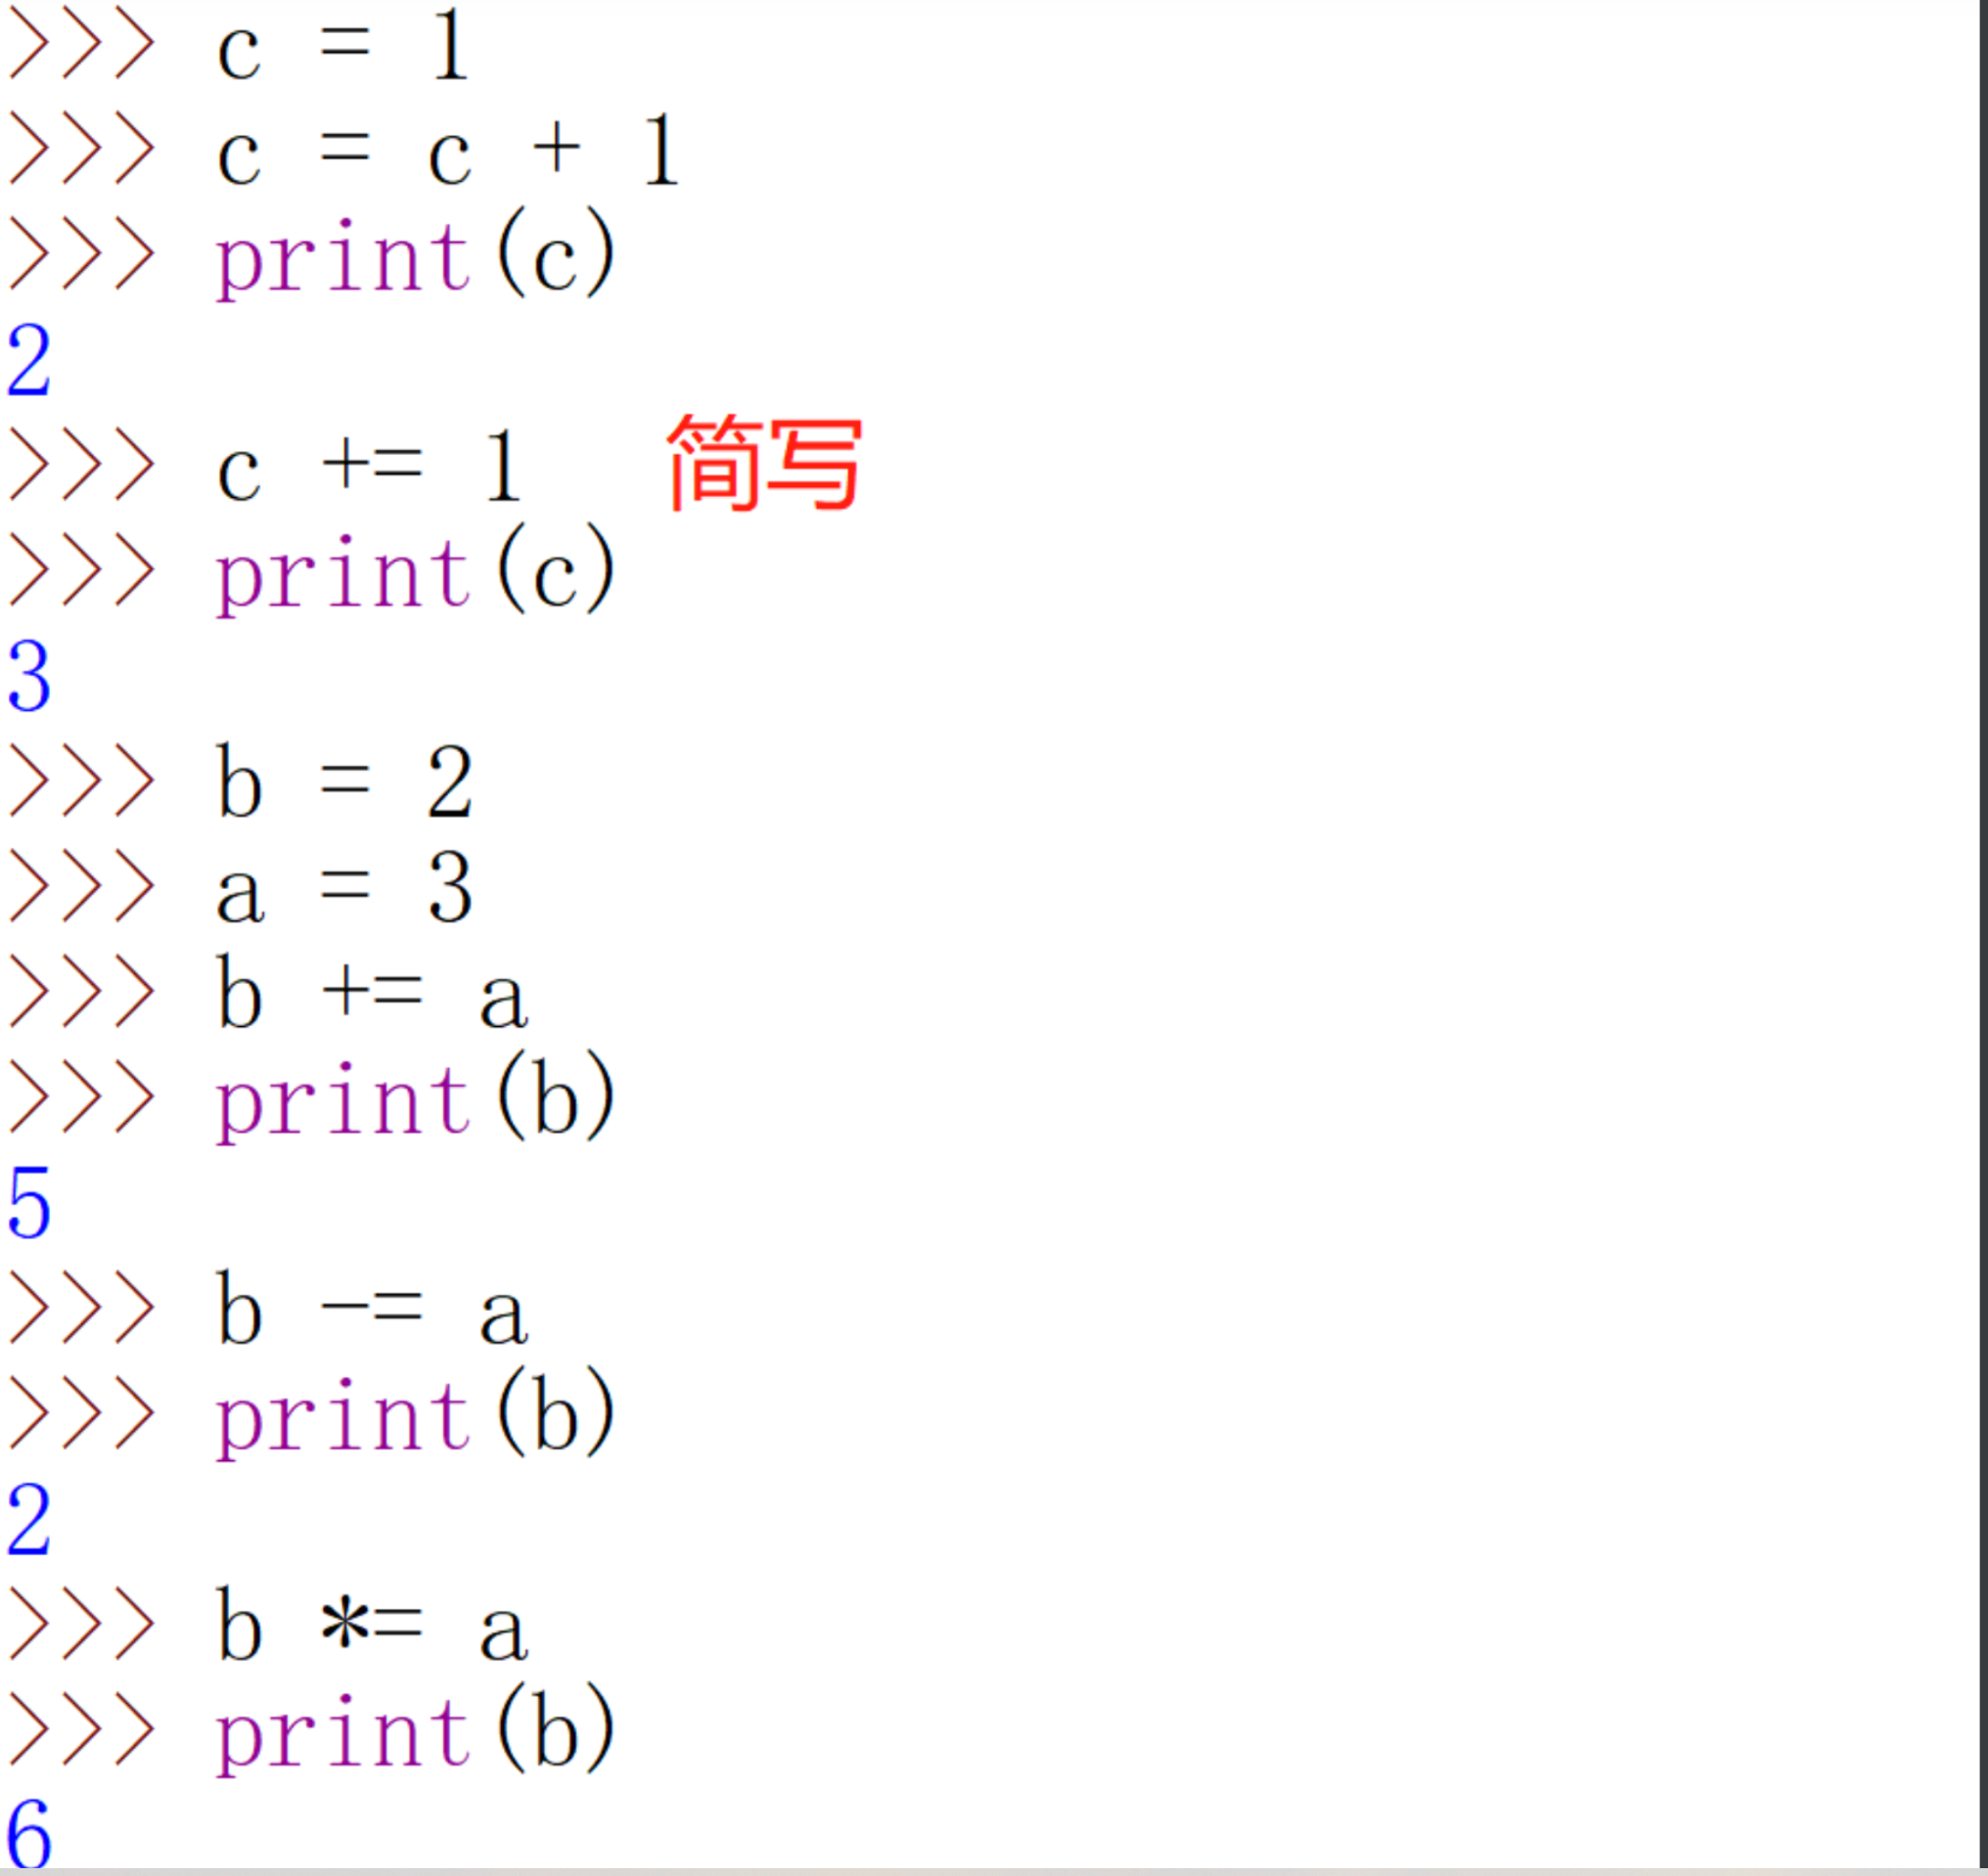 >>> c = 1
>>> c = c + 1
>>> print(c)
2
>>> c += 1 简写
>>> print(c)
3
>>> b = 2
>>> a = 3
>>> b += a
>>> print(b)
5
>>> b -= a
>>> print(b)
2
>>> b *= a
>>> print(b)
6